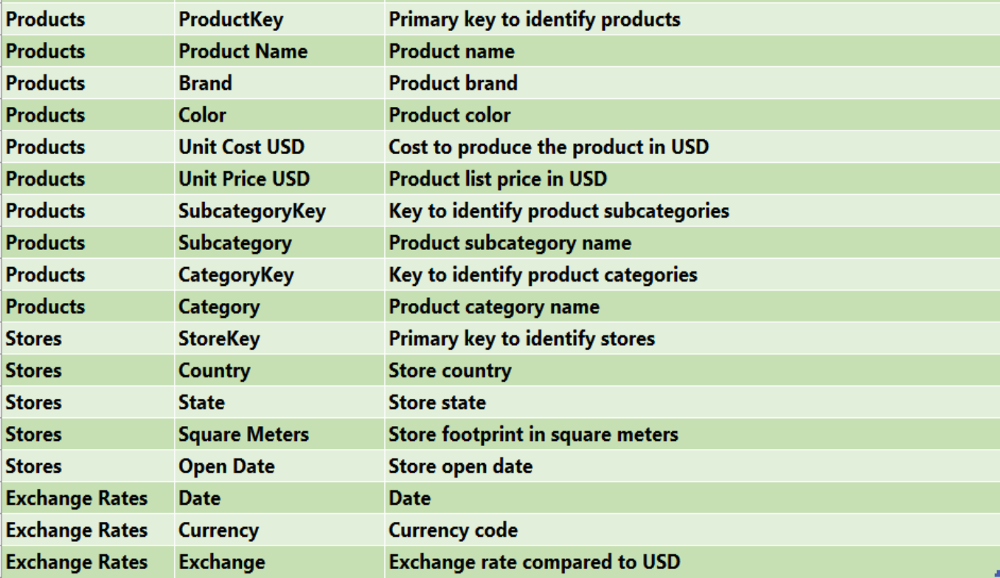 Products ProductKey Primary key to identify products
Products Product Name Product name
Products Brand Product brand
Products Color Product color
Products Unit Cost USD Cost to produce the product in USD
Products Unit Price USD Product list price in USD
Products SubcategoryKey Key to identify product subcategories
Products Subcategory Product subcategory name
Products CategoryKey Key to identify product categories
Products Category Product category name
Stores StoreKey Primary key to identify stores
Stores Country Store country
Stores State Store state
Stores Square Meters Store footprint in square meters
Stores Open Date Store open date
Exchange Rates Date Date
Exchange Rates Currency Currency code
Exchange Rates Exchange Exchange rate compared to USD